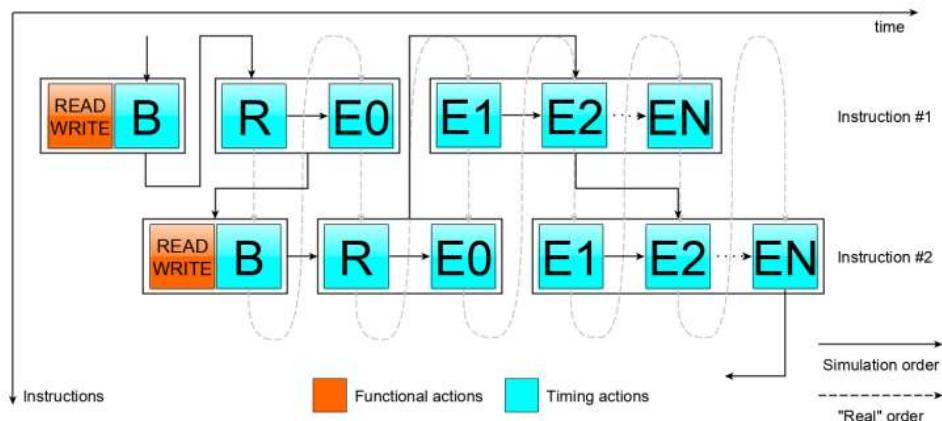 time
READ
WRITE
B
R
E0
E1
E2
EN
Instruction #1
READ
WRITE
B
R
E0
E1
E2
EN
Instruction #2
Simulation order
Instructions
Functional actions
Timing actions
"Real" order